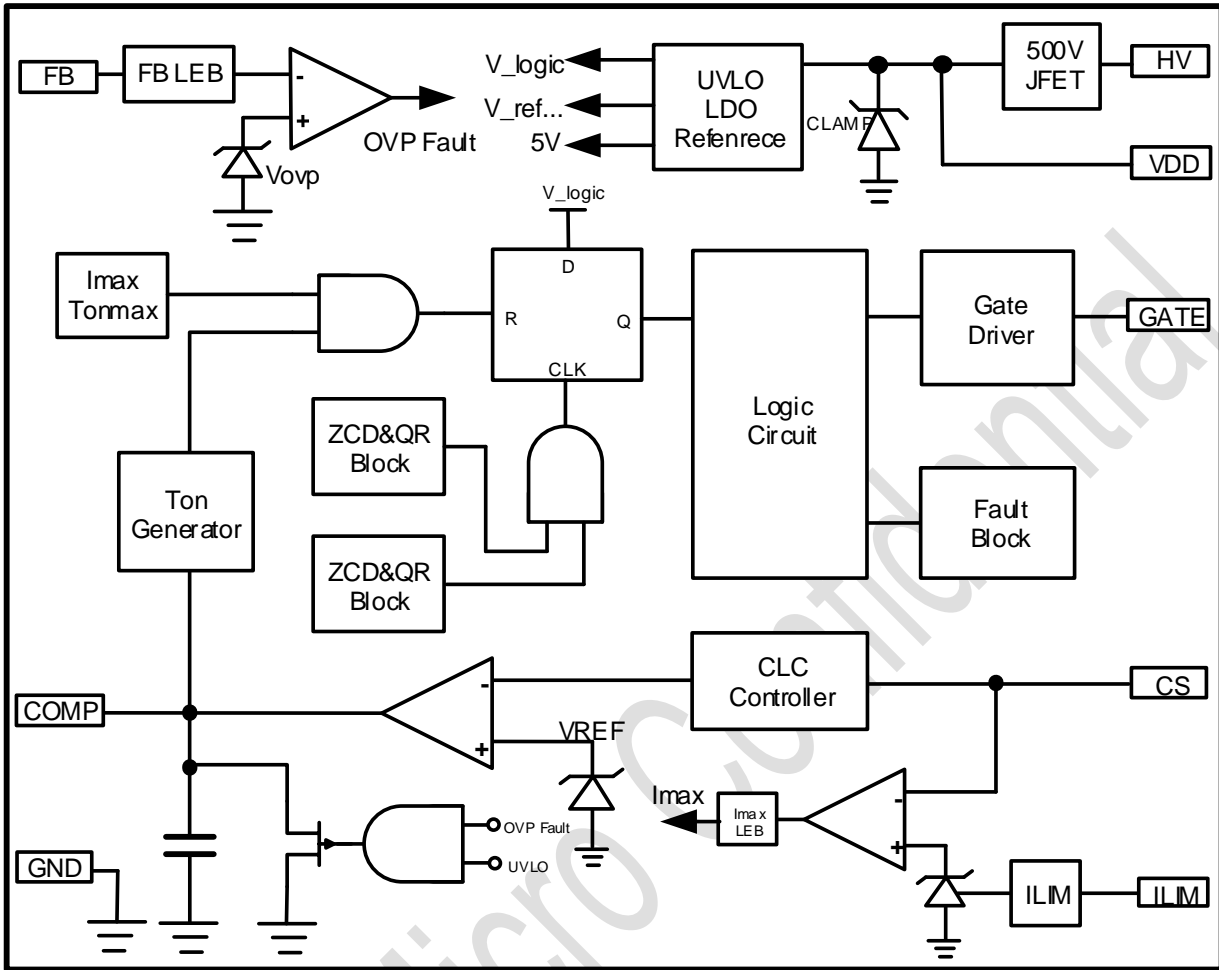 FB
FB LEB
-
+
OVP Fault
Vovp
V_logic
V_ref...
5V
UVLO
LDO
Refenrece
CLAMP
500V
JFET
HV
VDD
V_logic
Imax
Tonmax
D
R
Q
CLK
Logic
Circuit
Gate
Driver
GATE
ZCD&QR
Block
Ton
Generator
ZCD&QR
Block
Fault
Block
CLC
Controller
CS
COMP
-
+
VREF
Imax
Imax
LEB
-
+
OVP Fault
UVLO
GND
ILIM
ILIM
Micro Confidential